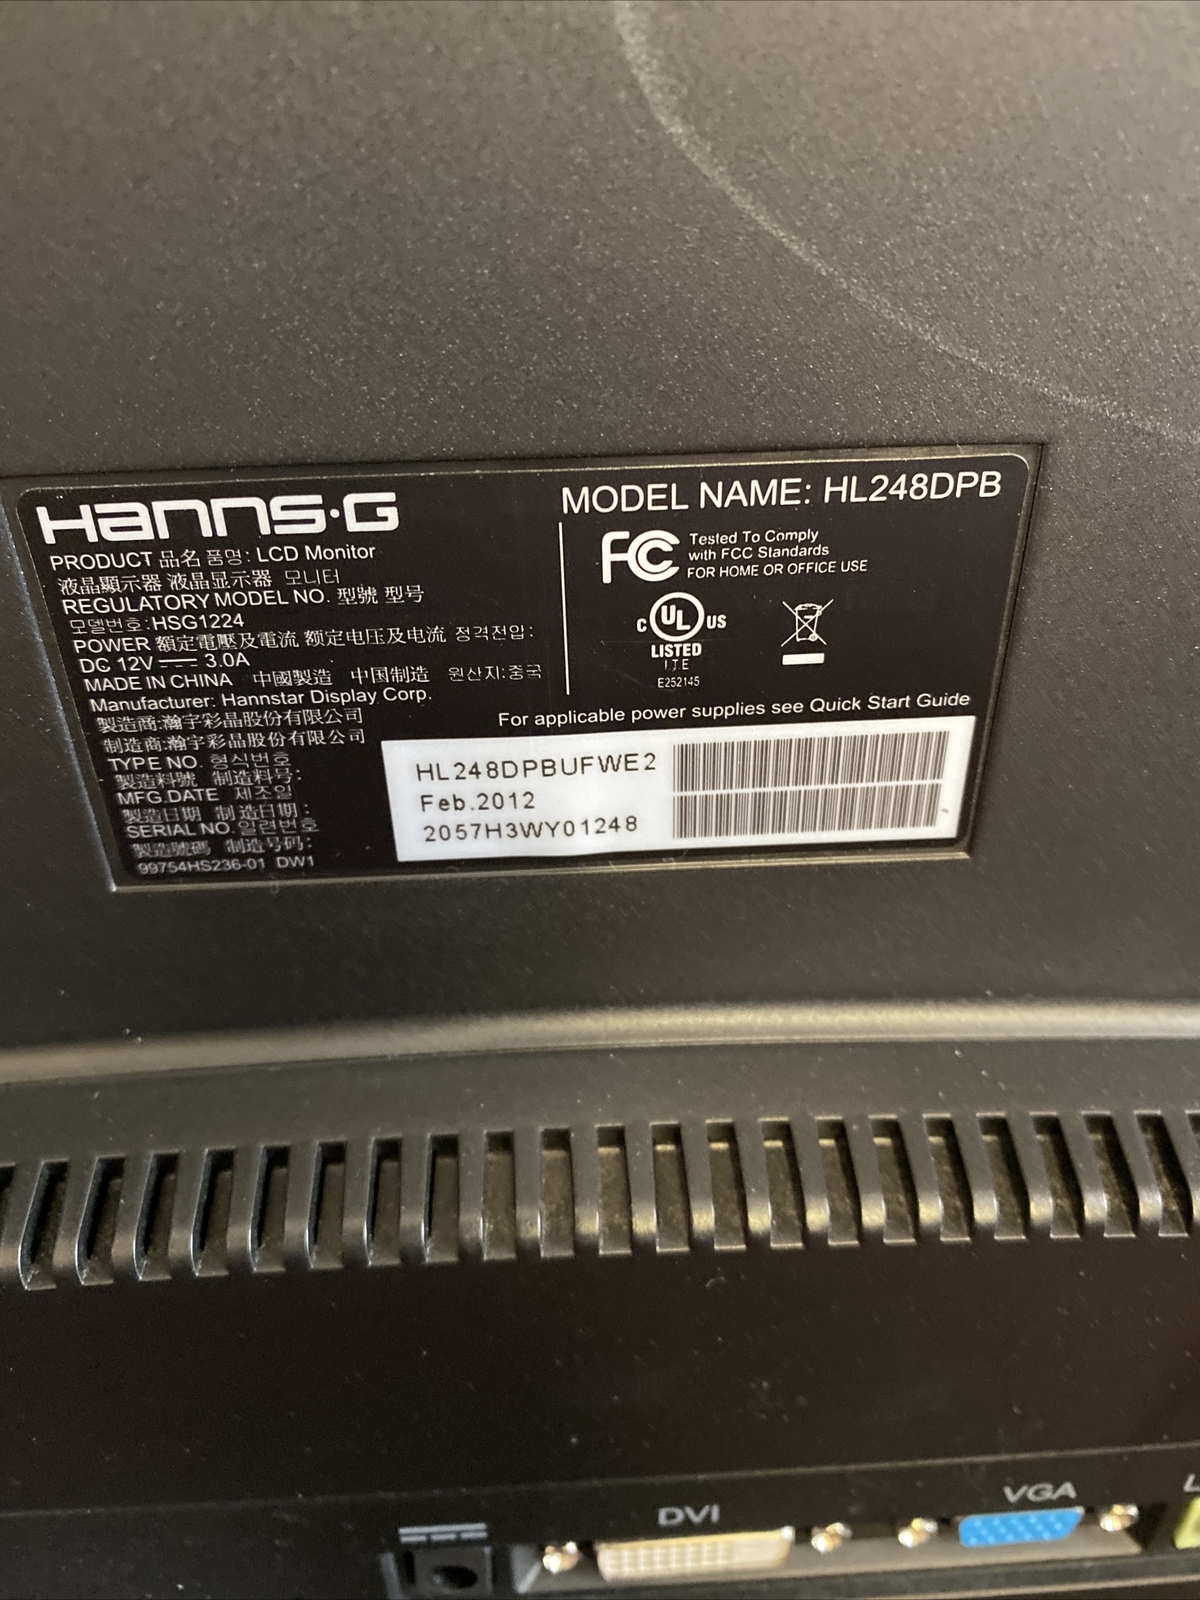 Hanns·G
PRODUCT 品名 품명: LCD Monitor
液晶顯示器 液晶显示器 모니터
REGULATORY MODEL NO. 型號 型号
모델번호:HSG1224
POWER 額定電壓及電流 额定电压及电流 정격전압:
DC 12V 3.0A
MADE IN CHINA 中國製造 中国制造 원산지:중국
Manufacturer: Hannstar Display Corp.
製造商:瀚宇彩晶股份有限公司
制造商:瀚宇彩晶股份有限公司
TYPE NO. 형식번호
製造料號 制造料号:
MFG.DATE 제조일
製造日期 制造日期:
SERIAL NO. 일련번호
製造號碼 制造号码:
99754HS236-01 DW1
MODEL NAME: HL248DPB
FC Tested To Comply
with FCC Standards
FOR HOME OR OFFICE USE
C UL US
LISTED
I.T.E
E252145
For applicable power supplies see Quick Start Guide
HL248DPBUFWE2
Feb.2012
2057H3WY01248
DVI
VGA